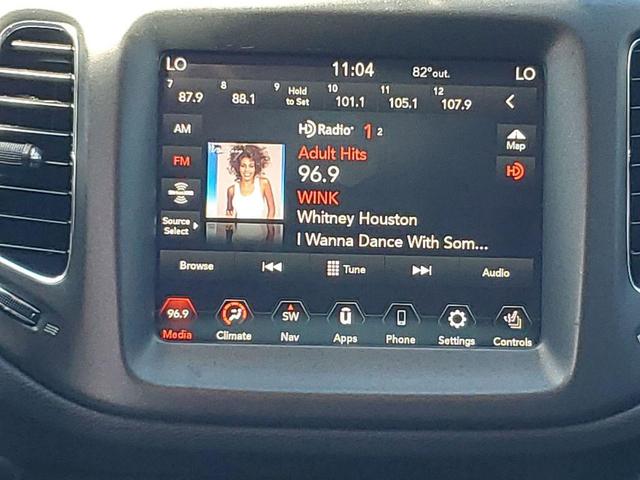 LO 11:04 82°out. LO
7 87.9 8 88.1 9 Hold to Set 10 101.1 11 105.1 12 107.9
AM
HD Radio 1 2
Map
Adult Hits
FM
96.9
HD
WINK
Whitney
SiriusXM
Whitney Houston
Source Select
I Wanna Dance With Som...
Browse Tune Audio
96.9 SW
Media Climate Nav Apps Phone Settings Controls